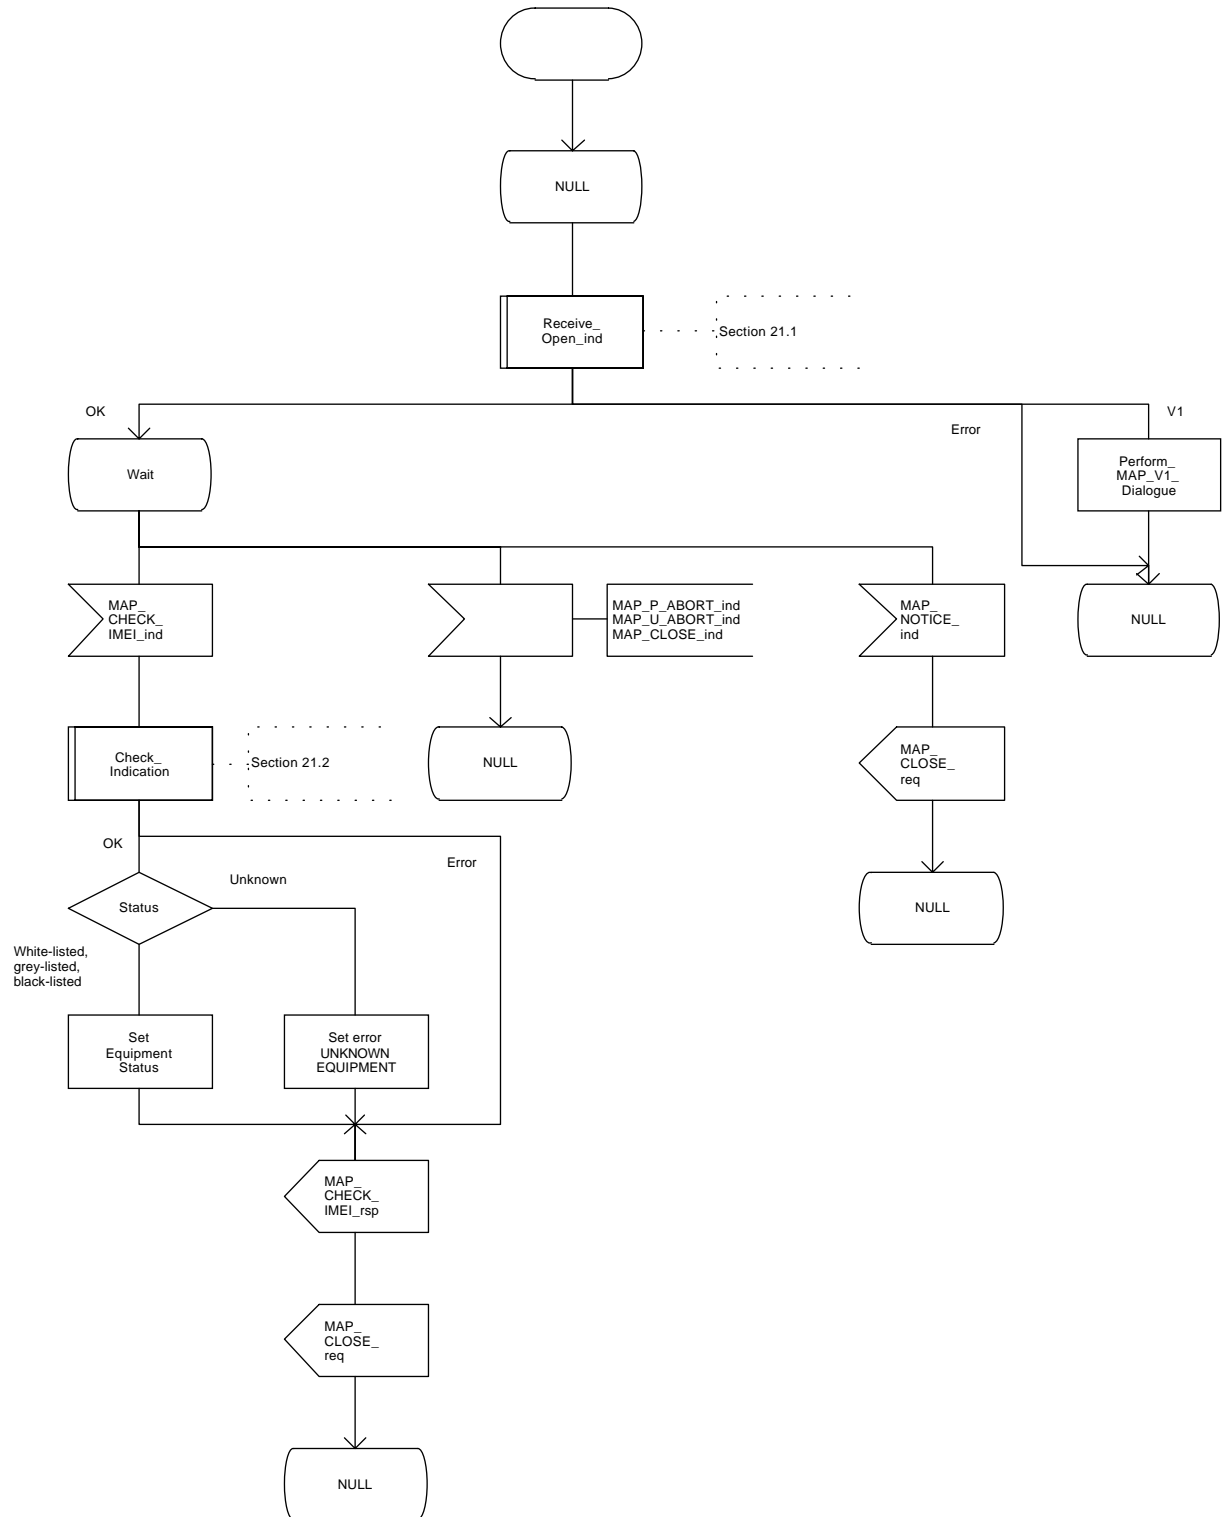 NULL
Receive_
Open_ind
Section 21.1
OK
Error
V1
Wait
Perform_
MAP_V1_
Dialogue
MAP_
CHECK_
IMEI_ind
MAP_P_ABORT_ind
MAP_U_ABORT_ind
MAP_CLOSE_ind
MAP_
NOTICE_
ind
NULL
Check_
Indication
Section 21.2
NULL
MAP_
CLOSE_
req
OK
Error
Unknown
Status
NULL
White-listed,
grey-listed,
black-listed
Set
Equipment
Status
Set error
UNKNOWN
EQUIPMENT
MAP_
CHECK_
IMEI_rsp
MAP_
CLOSE_
req
NULL